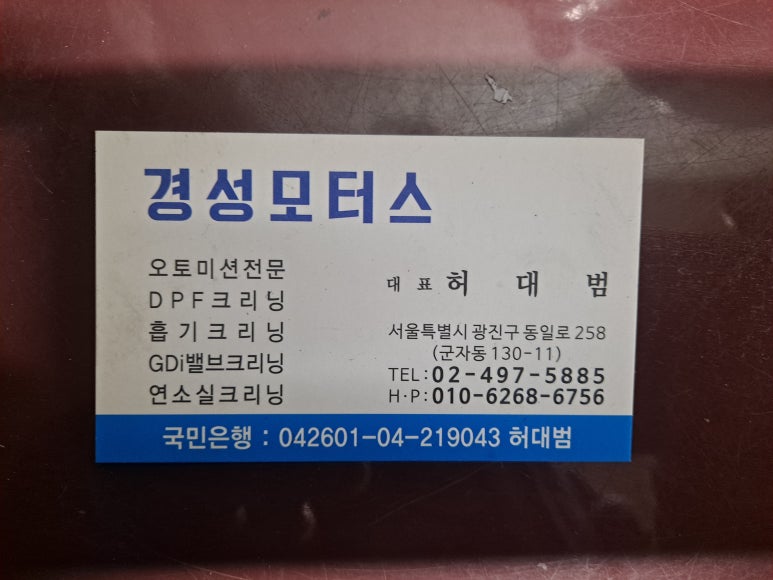 경성모터스
오토미션전문
DPF크리닝
흡기크리닝
GDi밸브크리닝
연소실크리닝
대표 허대범
서울특별시 광진구 동일로 258
(군자동 130-11)
TEL:02-497-5885
H·P:010-6268-6756
국민은행 : 042601-04-219043 허대범